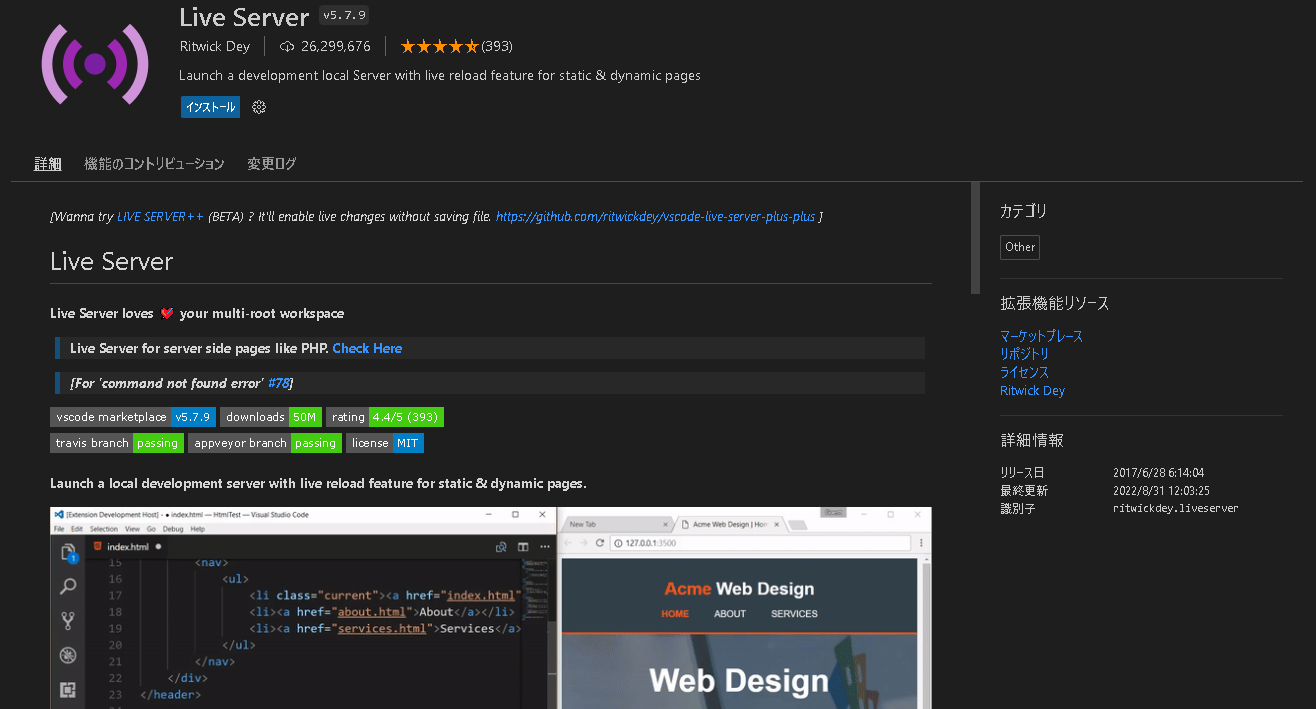 Live Server v5.7.9
Ritwick Dey 26,299,676 (393)
Launch a development local Server with live reload feature for static & dynamic pages
インストール
詳細 機能のコントリビューション 変更ログ
[Wanna try LIVE SERVER++ (BETA) ? It'll enable live changes without saving file. https://github.com/ritwickdey/vscode-live-server-plus-plus ]
Live Server
Live Server loves your multi-root workspace
Live Server for server side pages like PHP. Check Here
[For 'command not found error' #78]
vscode marketplace v5.7.9 downloads 50M rating 4.4/5 (393)
travis branch passing appveyor branch passing license MIT
Launch a local development server with live reload feature for static & dynamic pages.
[Extension Development Host] - ● index.html — HtmlTest — Visual Studio Code
File Edit Selection View Go Debug Help
index.html
1
15 <nav>
16 <ul>
17 <li class="current"><a href="index.html"
18 <li><a href="about.html">About</a></li>
19 <li><a href="services.html">Services</a>
20 </ul>
21 </nav>
22 </div>
23 </header>
New Tab Acme Web Design | Hom
127.0.0.1:3500
Acme Web Design
HOME ABOUT SERVICES
Web Design
カテゴリ
Other
拡張機能リソース
マーケットプレース
リポジトリ
ライセンス
Ritwick Dey
詳細情報
リリース日 2017/6/28 6:14:04
最終更新 2022/8/31 12:03:25
識別子 ritwickdey.liveserver